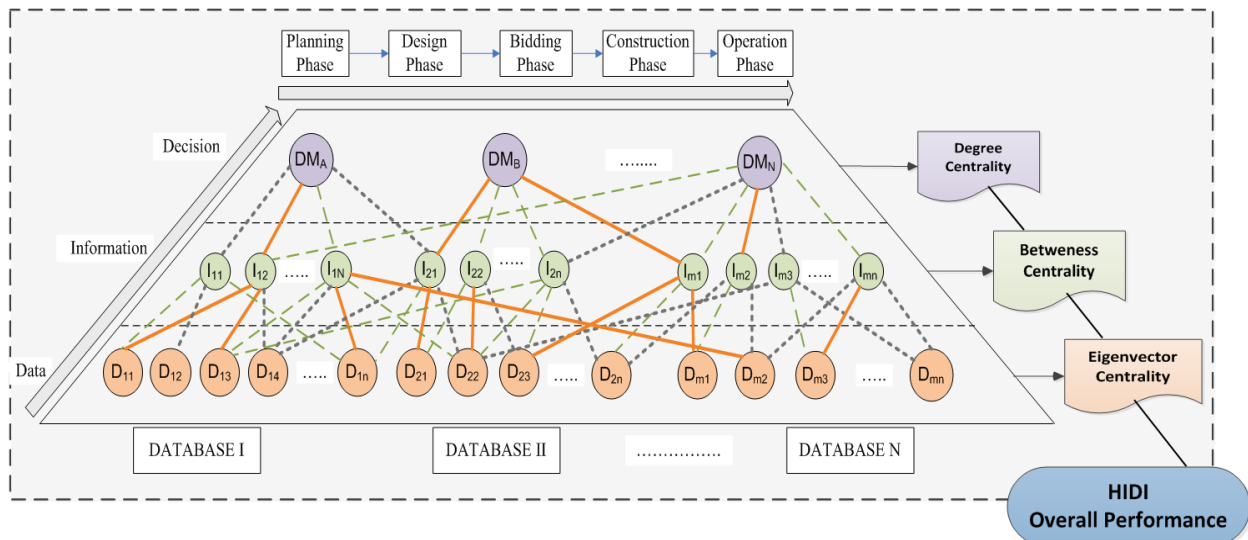 Planning
Phase
Design
Phase
Bidding
Phase
Construction
Phase
Operation
Phase
Decision
DMA
DMB
........
DMN
Degree
Centrality
Information
I11
I12
.....
I1N
I21
I22
.....
I2n
Im1
Im2
Im3
.....
Imn
Betweness
Centrality
Data
D11
D12
D13
D14
.....
D1n
D21
D22
D23
.....
D2n
Dm1
Dm2
Dm3
.....
Dmn
Eigenvector
Centrality
DATABASE I
DATABASE II
................
DATABASE N
HIDI
Overall Performance